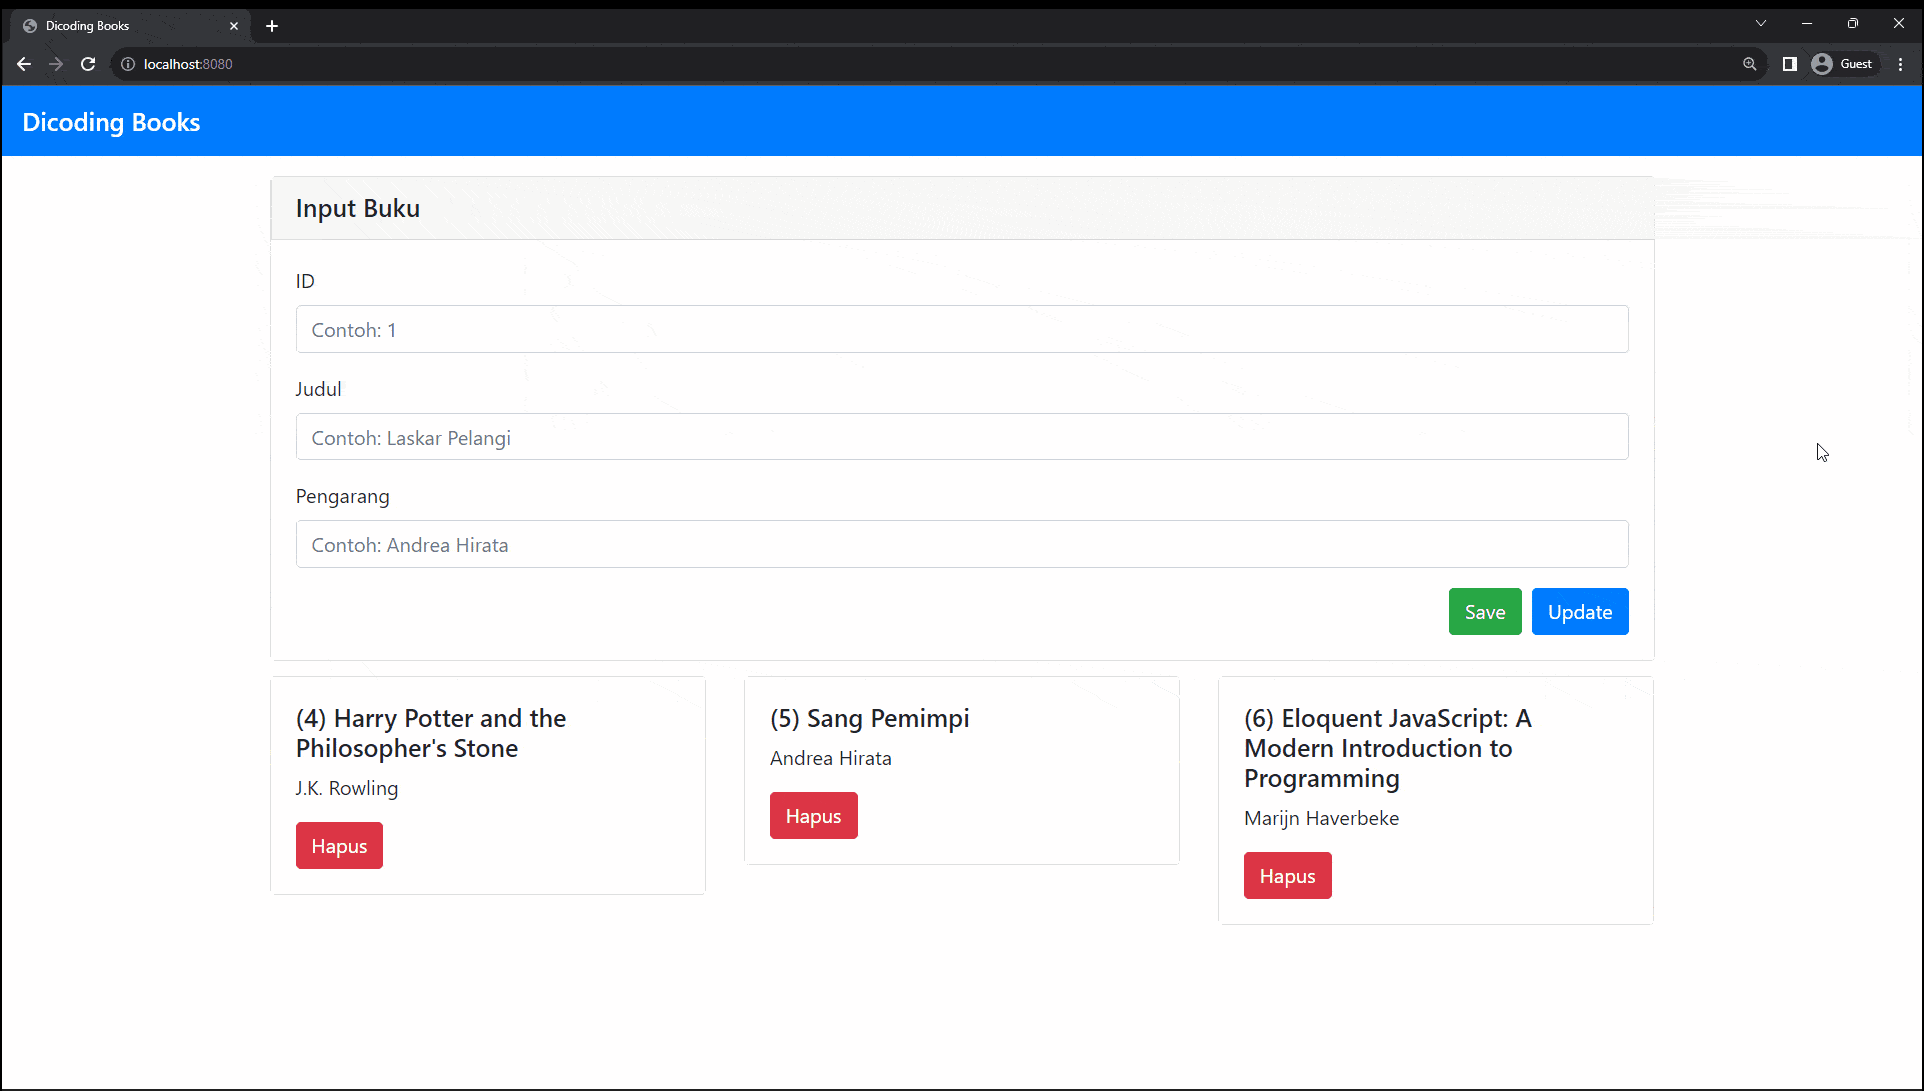 Dicoding Books
localhost:8080
Guest
Dicoding Books
Input Buku
ID
Contoh: 1
Judul
Contoh: Laskar Pelangi
Pengarang
Contoh: Andrea Hirata
Save
Update
(4) Harry Potter and the
Philosopher's Stone
J.K. Rowling
Hapus
(5) Sang Pemimpi
Andrea Hirata
Hapus
(6) Eloquent JavaScript: A
Modern Introduction to
Programming
Marijn Haverbeke
Hapus